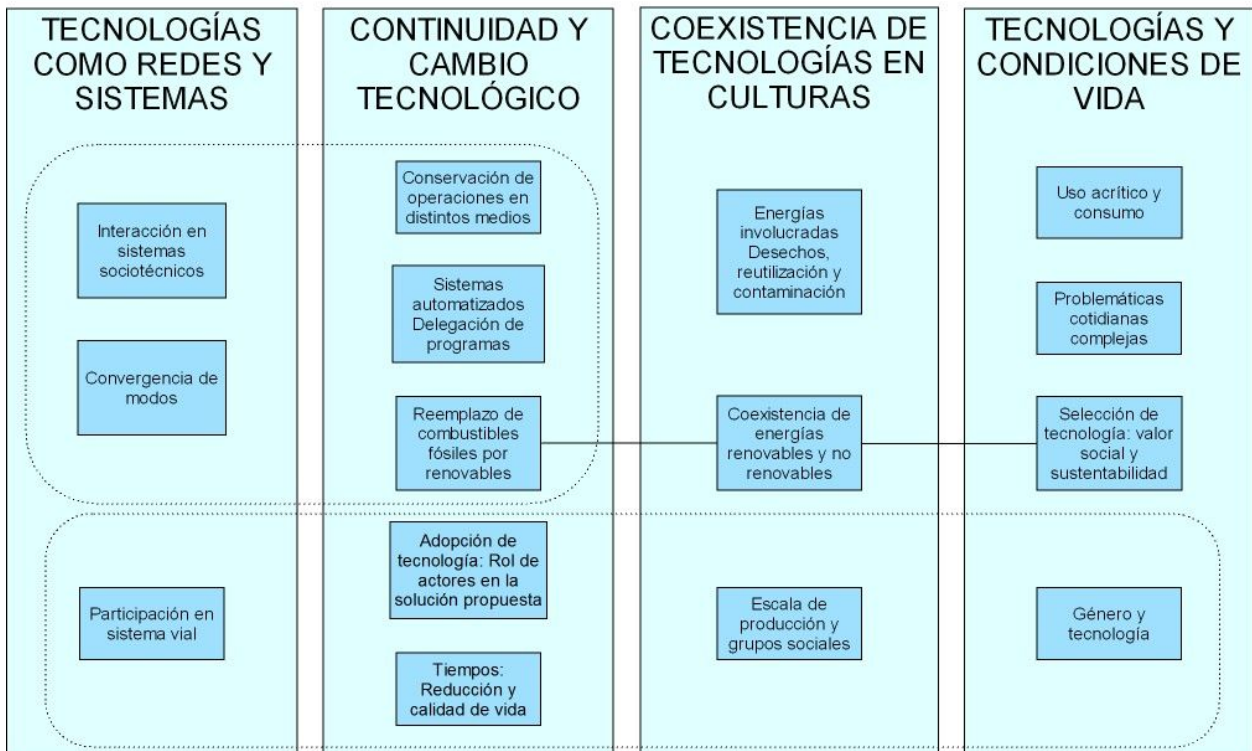 TECNOLOGÍAS
COMO REDES Y
SISTEMAS
Interacción en
sistemas
sociotécnicos
Convergencia de
modos
Participación en
sistema vial
CONTINUIDAD Y
CAMBIO
TECNOLÓGICO
Conservación de
operaciones en
distintos medios
Sistemas
automatizados
Delegación de
programas
Reemplazo de
combustibles
fósiles por
renovables
Adopción de
tecnología: Rol de
actores en la
solución propuesta
Tiempos:
Reducción y
calidad de vida
COEXISTENCIA DE
TECNOLOGÍAS EN
CULTURAS
Energías
involucradas
Desechos,
reutilización y
contaminación
Coexistencia de
energías
renovables y no
renovables
Escala de
producción y
grupos sociales
TECNOLOGÍAS Y
CONDICIONES DE
VIDA
Uso acrítico y
consumo
Problemáticas
cotidianas
complejas
Selección de
tecnología: valor
social y
sustentabilidad
Género y
tecnología